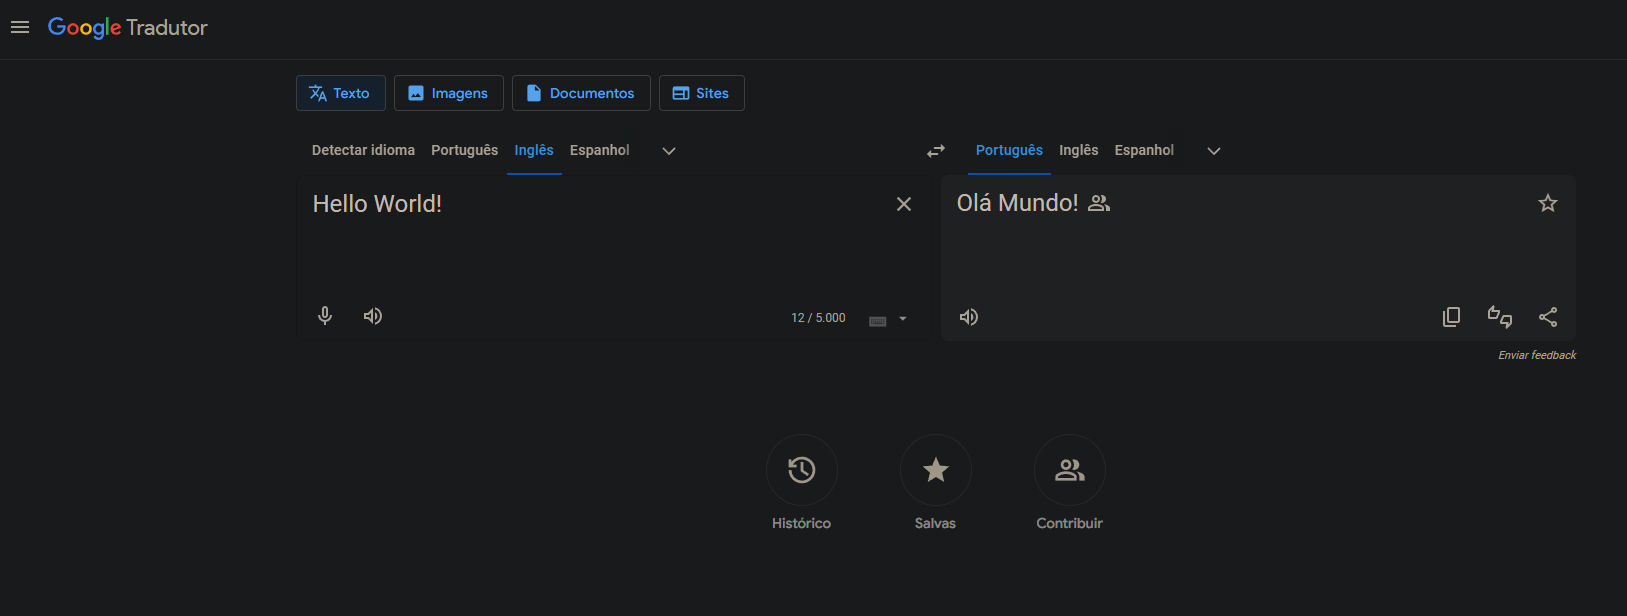 Google Tradutor
Texto Imagens Documentos Sites
Detectar idioma Português Inglês Espanhol Português Inglês Espanhol
Hello World!
Olá Mundo!
12 / 5.000
Enviar feedback
Histórico Salvas Contribuir